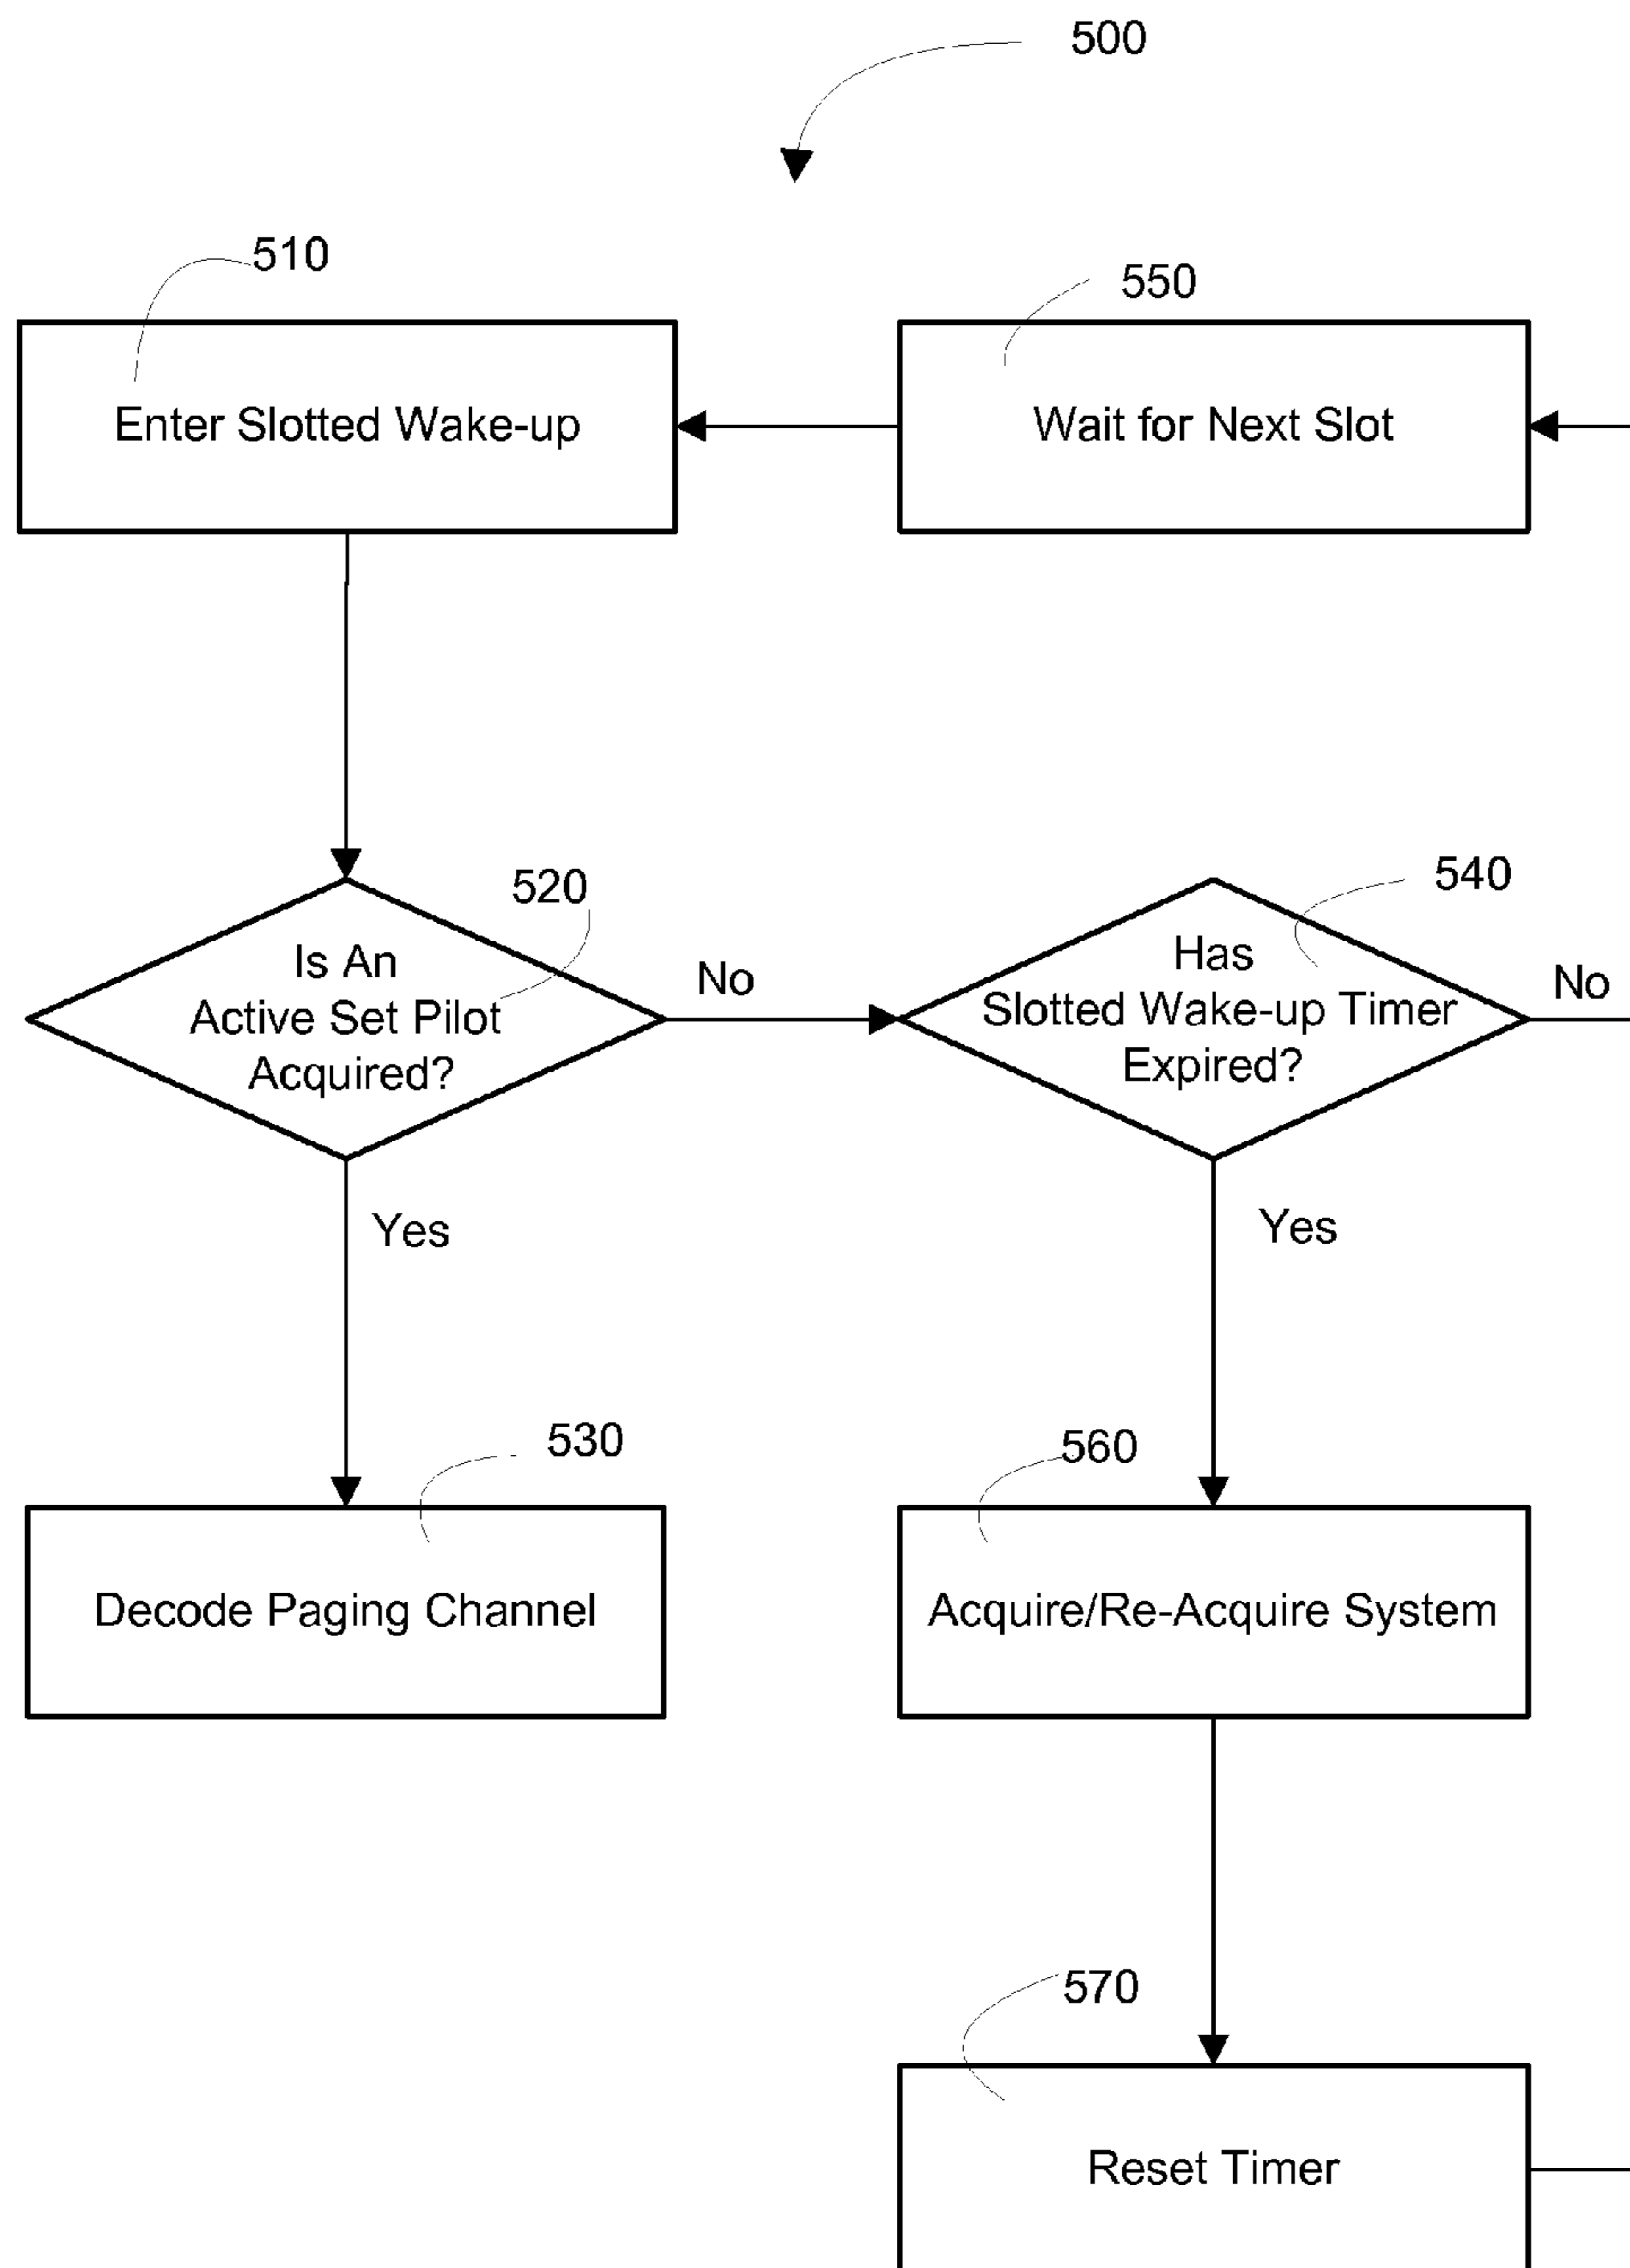 500
510
550
Enter Slotted Wake-up
Wait for Next Slot
520
540
Is An
Active Set Pilot
Acquired?
No
Has
Slotted Wake-up Timer
Expired?
No
Yes
Yes
530
560
Decode Paging Channel
Acquire/Re-Acquire System
570
Reset Timer